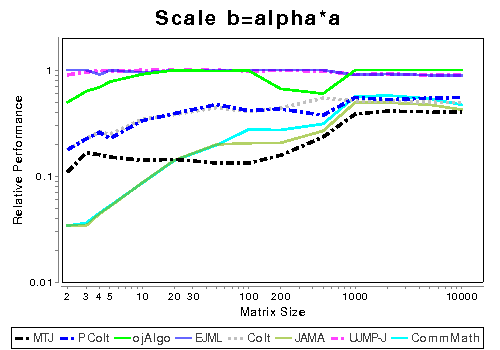 Scale b=alpha*a
1
0.1
0.01
Relative Performance
2 3 4 5 10 20 30 50 100 200 1000 10000
Matrix Size
MTJ PColt ojAlgo EJML Colt JAMA UJMP-J CommMath